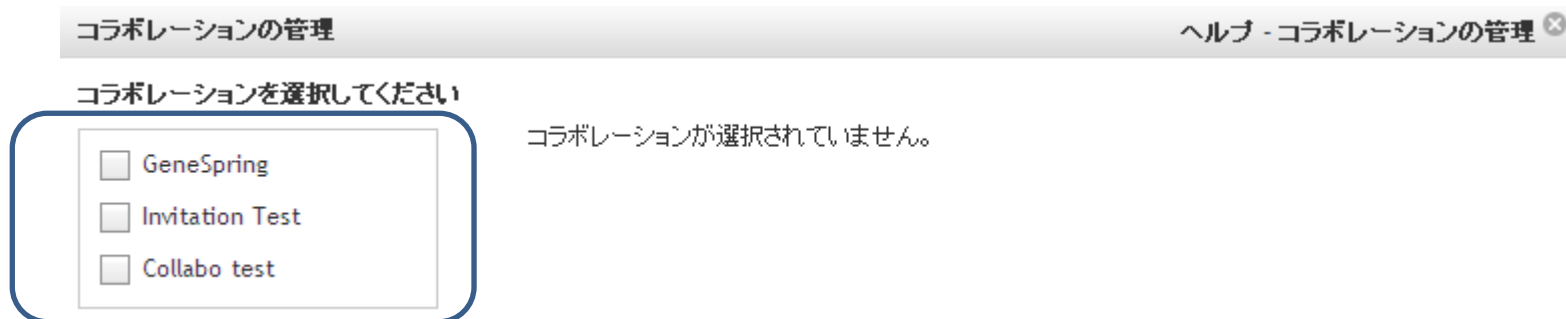 コラボレーションの管理
ヘルプ - コラボレーションの管理
コラボレーションを選択してください
コラボレーションが選択されていません。
GeneSpring
Invitation Test
Collabo test